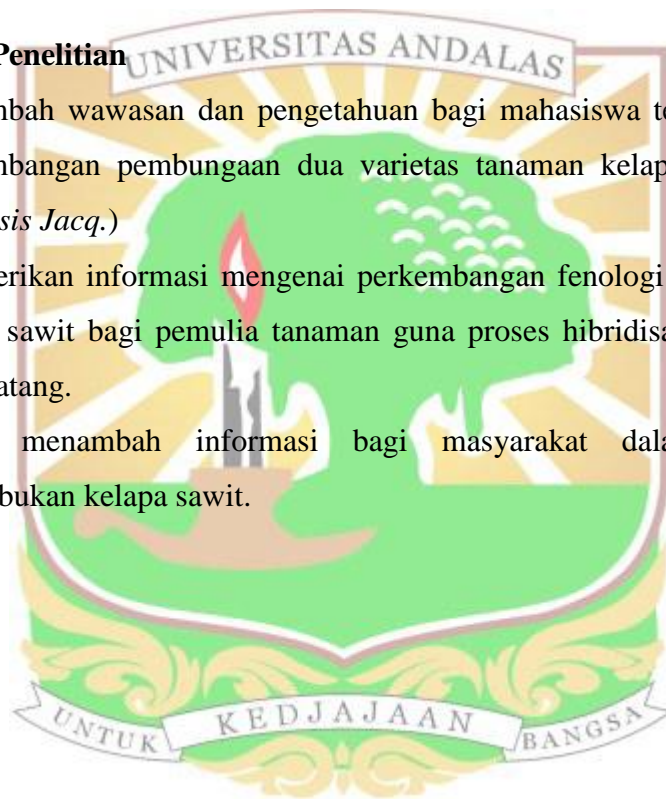 UNIVERSITAS ANDALAS
Penelitian
mbah wawasan dan pengetahuan bagi mahasiswa te
mbangan pembungaan dua varietas tanaman kelap
sis Jacq.)
erikan informasi mengenai perkembangan fenologi
sawit bagi pemulia tanaman guna proses hibridisa
atang.
menambah informasi bagi masyarakat dala
bukan kelapa sawit.
UNTUK KEDJAJAAN BANGSA